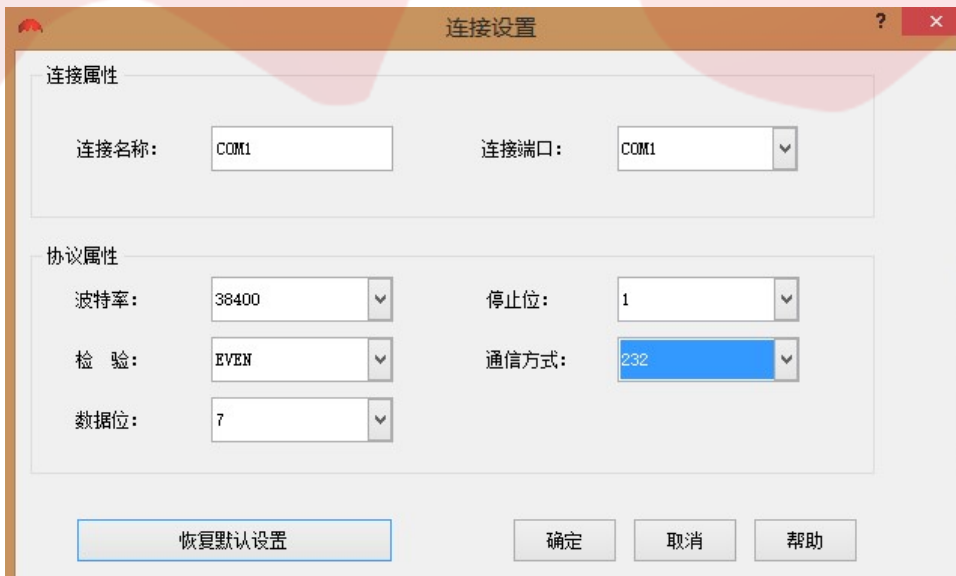 连接设置
?
×
连接属性
连接名称: COM1 连接端口: COM1
协议属性
波特率: 38400 停止位: 1
检 验: EVEN 通信方式: 232
数据位: 7
恢复默认设置 确定 取消 帮助